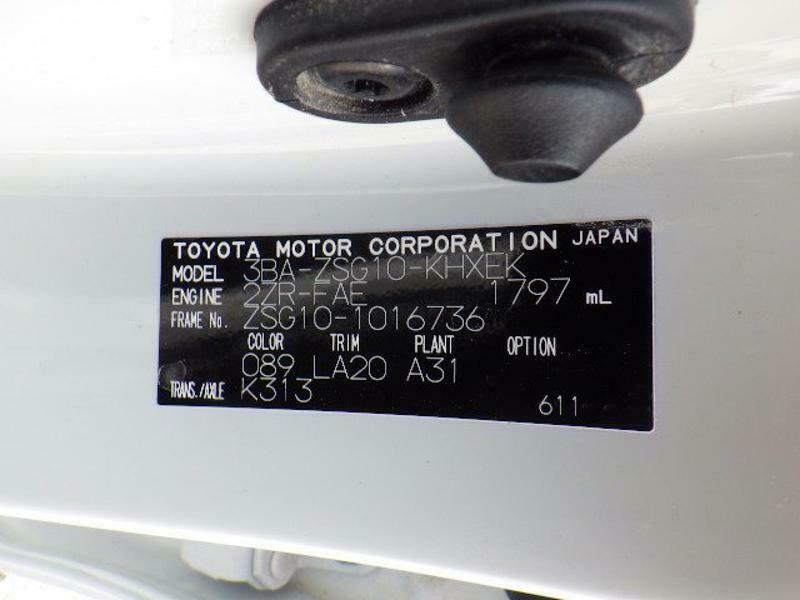 TOYOTA MOTOR CORPORATION JAPAN
MODEL 3BA-ZSG10-KHXEK
ENGINE 2ZR-FAE 1797 mL
FRAME No. ZSG10-1016736
COLOR TRIM PLANT OPTION
089 LA20 A31
TRANS./AXLE K313
611